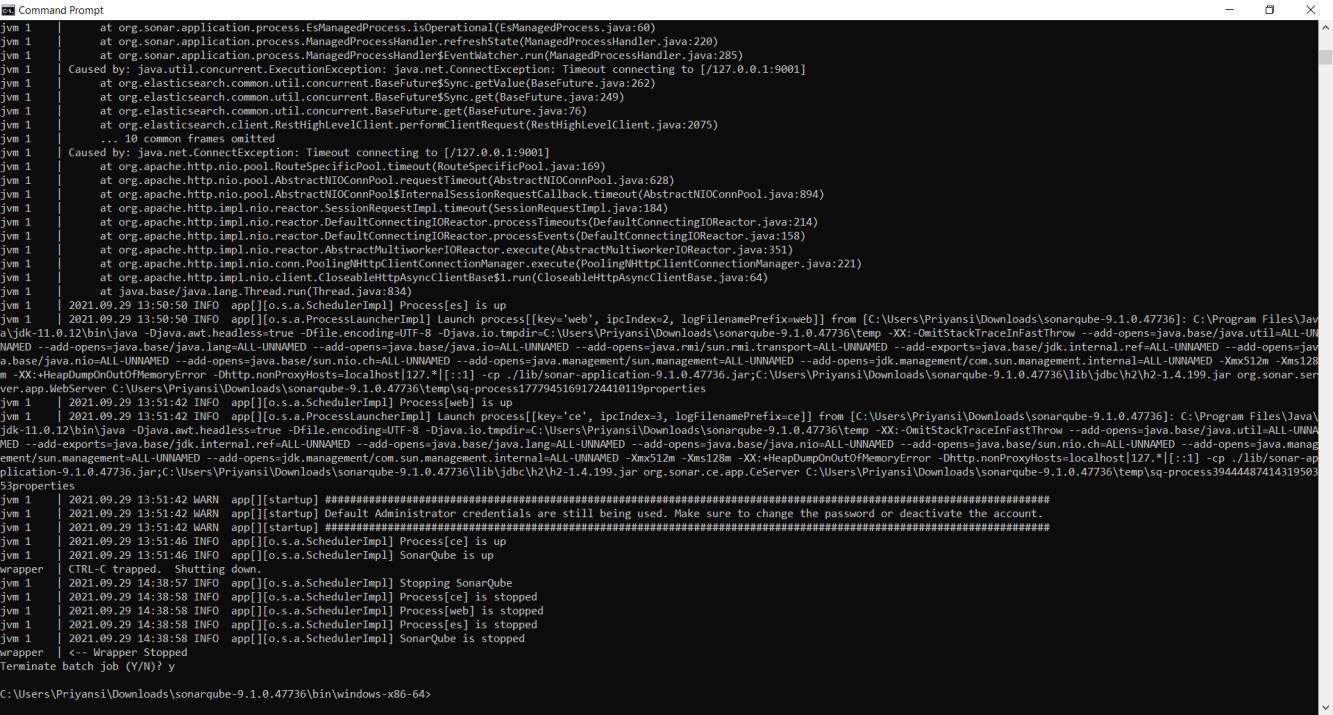 Command Prompt
jvm 1    |     at org.sonar.application.process.EsManagedProcess.isOperational(EsManagedProcess.java:60)
jvm 1    |     at org.sonar.application.process.ManagedProcessHandler.refreshState(ManagedProcessHandler.java:220)
jvm 1    |     at org.sonar.application.process.ManagedProcessHandler$EventWatcher.run(ManagedProcessHandler.java:285)
jvm 1    | Caused by: java.util.concurrent.ExecutionException: java.net.ConnectException: Timeout connecting to [/127.0.0.1:9001]
jvm 1    |     at org.elasticsearch.common.util.concurrent.BaseFuture$Sync.getValue(BaseFuture.java:262)
jvm 1    |     at org.elasticsearch.common.util.concurrent.BaseFuture$Sync.get(BaseFuture.java:249)
jvm 1    |     at org.elasticsearch.common.util.concurrent.BaseFuture.get(BaseFuture.java:76)
jvm 1    |     at org.elasticsearch.client.RestHighLevelClient.performClientRequest(RestHighLevelClient.java:2075)
jvm 1    |     ... 10 common frames omitted
jvm 1    | Caused by: java.net.ConnectException: Timeout connecting to [/127.0.0.1:9001]
jvm 1    |     at org.apache.http.nio.pool.RouteSpecificPool.timeout(RouteSpecificPool.java:169)
jvm 1    |     at org.apache.http.nio.pool.AbstractNIOConnPool.requestTimeout(AbstractNIOConnPool.java:628)
jvm 1    |     at org.apache.http.nio.pool.AbstractNIOConnPool$InternalSessionRequestCallback.timeout(AbstractNIOConnPool.java:894)
jvm 1    |     at org.apache.http.impl.nio.reactor.SessionRequestImpl.timeout(SessionRequestImpl.java:184)
jvm 1    |     at org.apache.http.impl.nio.reactor.DefaultConnectingIOReactor.processTimeouts(DefaultConnectingIOReactor.java:214)
jvm 1    |     at org.apache.http.impl.nio.reactor.DefaultConnectingIOReactor.processEvents(DefaultConnectingIOReactor.java:158)
jvm 1    |     at org.apache.http.impl.nio.reactor.AbstractMultiworkerIOReactor.execute(AbstractMultiworkerIOReactor.java:351)
jvm 1    |     at org.apache.http.impl.nio.conn.PoolingNHttpClientConnectionManager.execute(PoolingNHttpClientConnectionManager.java:221)
jvm 1    |     at org.apache.http.impl.nio.client.CloseableHttpAsyncClientBase$1.run(CloseableHttpAsyncClientBase.java:64)
jvm 1    |     at java.base/java.lang.Thread.run(Thread.java:834)
jvm 1    | 2021.09.29 13:50:50 INFO  app[][o.s.a.SchedulerImpl] Process[es] is up
jvm 1    | 2021.09.29 13:50:50 INFO  app[][o.s.a.ProcessLauncherImpl] Launch process[[key='web', ipcIndex=2, logFilenamePrefix=web]] from [C:\Users\Priyansi\Downloads\sonarqube-9.1.0.47736]: C:\Program Files\Jav
a\jdk-11.0.12\bin\java -Djava.awt.headless=true -Dfile.encoding=UTF-8 -Djava.io.tmpdir=C:\Users\Priyansi\Downloads\sonarqube-9.1.0.47736\temp -XX:-OmitStackTraceInFastThrow --add-opens=java.base/java.util=ALL-UN
NAMED --add-opens=java.base/java.lang=ALL-UNNAMED --add-opens=java.base/java.io=ALL-UNNAMED --add-opens=java.rmi/sun.rmi.transport=ALL-UNNAMED --add-exports=java.base/jdk.internal.ref=ALL-UNNAMED --add-opens=jav
a.base/java.nio=ALL-UNNAMED --add-opens=java.base/sun.nio.ch=ALL-UNNAMED --add-opens=java.management/sun.management=ALL-UNNAMED --add-opens=jdk.management/com.sun.management.internal=ALL-UNNAMED -Xmx512m -Xms128
m -XX:+HeapDumpOnOutOfMemoryError -Dhttp.nonProxyHosts=localhost|127.*|[::1] -cp ./lib/sonar-application-9.1.0.47736.jar;C:\Users\Priyansi\Downloads\sonarqube-9.1.0.47736\lib\jdbc\h2\h2-1.4.199.jar org.sonar.ser
ver.app.WebServer C:\Users\Priyansi\Downloads\sonarqube-9.1.0.47736\temp\sq-process17779451691724410119properties
jvm 1    | 2021.09.29 13:51:42 INFO  app[][o.s.a.SchedulerImpl] Process[web] is up
jvm 1    | 2021.09.29 13:51:42 INFO  app[][o.s.a.ProcessLauncherImpl] Launch process[[key='ce', ipcIndex=3, logFilenamePrefix=ce]] from [C:\Users\Priyansi\Downloads\sonarqube-9.1.0.47736]: C:\Program Files\Java\
jdk-11.0.12\bin\java -Djava.awt.headless=true -Dfile.encoding=UTF-8 -Djava.io.tmpdir=C:\Users\Priyansi\Downloads\sonarqube-9.1.0.47736\temp -XX:-OmitStackTraceInFastThrow --add-opens=java.base/java.util=ALL-UNNA
MED --add-exports=java.base/jdk.internal.ref=ALL-UNNAMED --add-opens=java.base/java.lang=ALL-UNNAMED --add-opens=java.base/java.nio=ALL-UNNAMED --add-opens=java.base/sun.nio.ch=ALL-UNNAMED --add-opens=java.manag
ement/sun.management=ALL-UNNAMED --add-opens=jdk.management/com.sun.management.internal=ALL-UNNAMED -Xmx512m -Xms128m -XX:+HeapDumpOnOutOfMemoryError -Dhttp.nonProxyHosts=localhost|127.*|[::1] -cp ./lib/sonar-ap
plication-9.1.0.47736.jar;C:\Users\Priyansi\Downloads\sonarqube-9.1.0.47736\lib\jdbc\h2\h2-1.4.199.jar org.sonar.ce.app.CeServer C:\Users\Priyansi\Downloads\sonarqube-9.1.0.47736\temp\sq-process39444487414319503
53properties
jvm 1    | 2021.09.29 13:51:42 WARN  app[][startup] ####################################################################################################################
jvm 1    | 2021.09.29 13:51:42 WARN  app[][startup] Default Administrator credentials are still being used. Make sure to change the password or deactivate the account.
jvm 1    | 2021.09.29 13:51:42 WARN  app[][startup] ####################################################################################################################
jvm 1    | 2021.09.29 13:51:46 INFO  app[][o.s.a.SchedulerImpl] Process[ce] is up
jvm 1    | 2021.09.29 13:51:46 INFO  app[][o.s.a.SchedulerImpl] SonarQube is up
wrapper  | CTRL-C trapped.  Shutting down.
jvm 1    | 2021.09.29 14:38:57 INFO  app[][o.s.a.SchedulerImpl] Stopping SonarQube
jvm 1    | 2021.09.29 14:38:58 INFO  app[][o.s.a.SchedulerImpl] Process[ce] is stopped
jvm 1    | 2021.09.29 14:38:58 INFO  app[][o.s.a.SchedulerImpl] Process[web] is stopped
jvm 1    | 2021.09.29 14:38:58 INFO  app[][o.s.a.SchedulerImpl] Process[es] is stopped
jvm 1    | 2021.09.29 14:38:58 INFO  app[][o.s.a.SchedulerImpl] SonarQube is stopped
wrapper  | <-- Wrapper Stopped
Terminate batch job (Y/N)? y
C:\Users\Priyansi\Downloads\sonarqube-9.1.0.47736\bin\windows-x86-64>